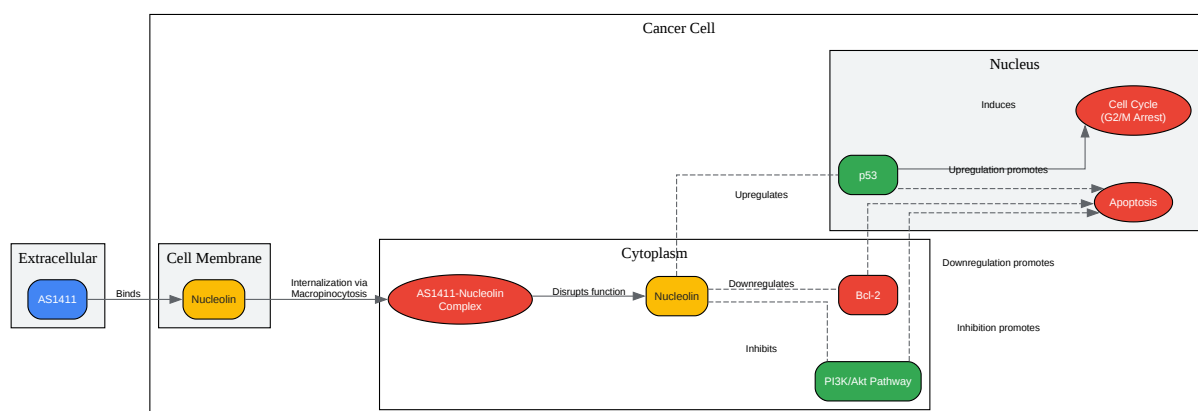 Cancer Cell
Nucleus
Induces
Cell Cycle
(G2/M Arrest)
p53
Upregulation promotes
Upregulates
Apoptosis
Extracellular
Cell Membrane
Cytoplasm
Downregulation promotes
AS1411
Binds
Nucleolin
Internalization via
Macropinocytosis
AS1411-Nucleolin
Complex
Disrupts function
Nucleolin
Downregulates
Bcl-2
Inhibition promotes
Inhibits
PI3K/Akt Pathway